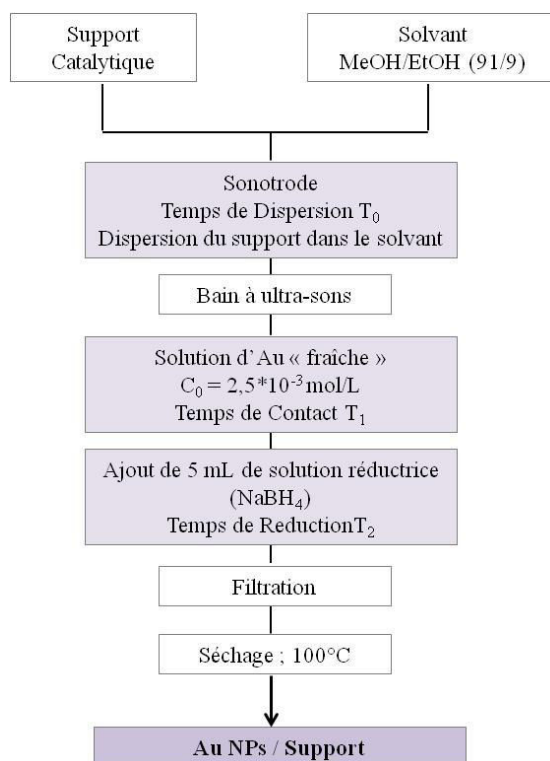 Support
Catalytique
Solvant
MeOH/EtOH (91/9)
Sonotrode
Temps de Dispersion T₀
Dispersion du support dans le solvant
Bain à ultra-sons
Solution d'Au « fraîche »
C₀ = 2,5*10⁻³ mol/L
Temps de Contact T₁
Ajout de 5 mL de solution réductrice
(NaBH₄)
Temps de ReductionT₂
Filtration
Séchage ; 100°C
Au NPs / Support